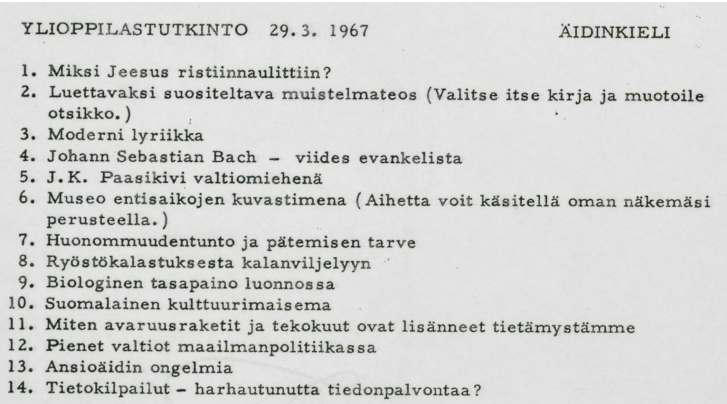 YLIOPPILASTUTKINTO 29.3. 1967 ÄIDINKIELI
1. Miksi Jeesus ristiinnaulittiin?
2. Luettavaksi suositeltava muistelmateos (Valitse itse kirja ja muotoile
otsikko.)
3. Moderni lyriikka
4. Johann Sebastian Bach - viides evankelista
5. J.K. Paasikivi valtiomiehenä
6. Museo entisaikojen kuvastimena (Aihetta voit käsitellä oman näkemäsi
perusteella.)
7. Huonommuudentunto ja pätemisen tarve
8. Ryöstökalastuksesta kalanviljelyyn
9. Biologinen tasapaino luonnossa
10. Suomalainen kulttuurimaisema
11. Miten avaruusraketit ja tekokuut ovat lisänneet tietämystämme
12. Pienet valtiot maailmanpolitiikassa
13. Ansioäidin ongelmia
14. Tietokilpailut - harhautunutta tiedonpalvontaa?